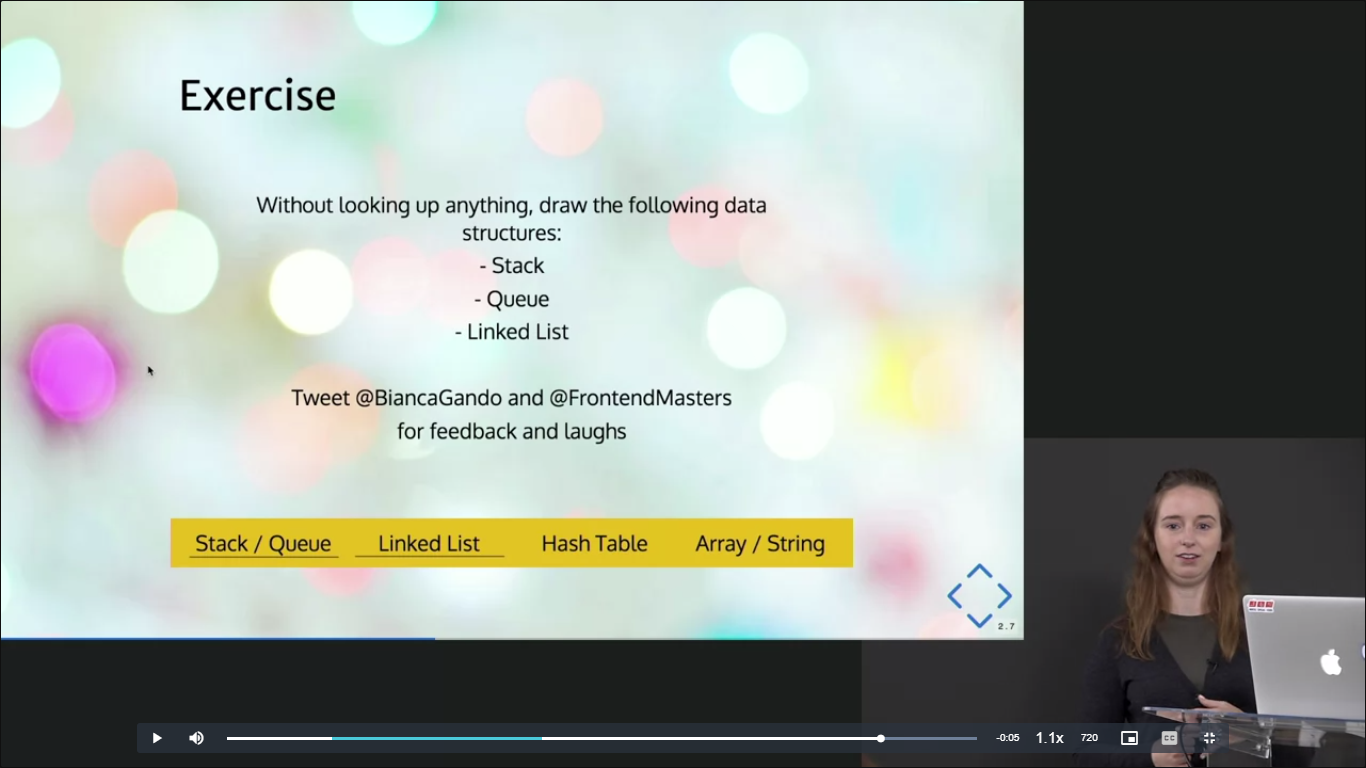 Exercise
Without looking up anything, draw the following data
structures:
- Stack
- Queue
- Linked List
Tweet @BiancaGando and @FrontendMasters
for feedback and laughs
Stack / Queue Linked List Hash Table Array / String
2.7
-0:05 1.1x 720 CC